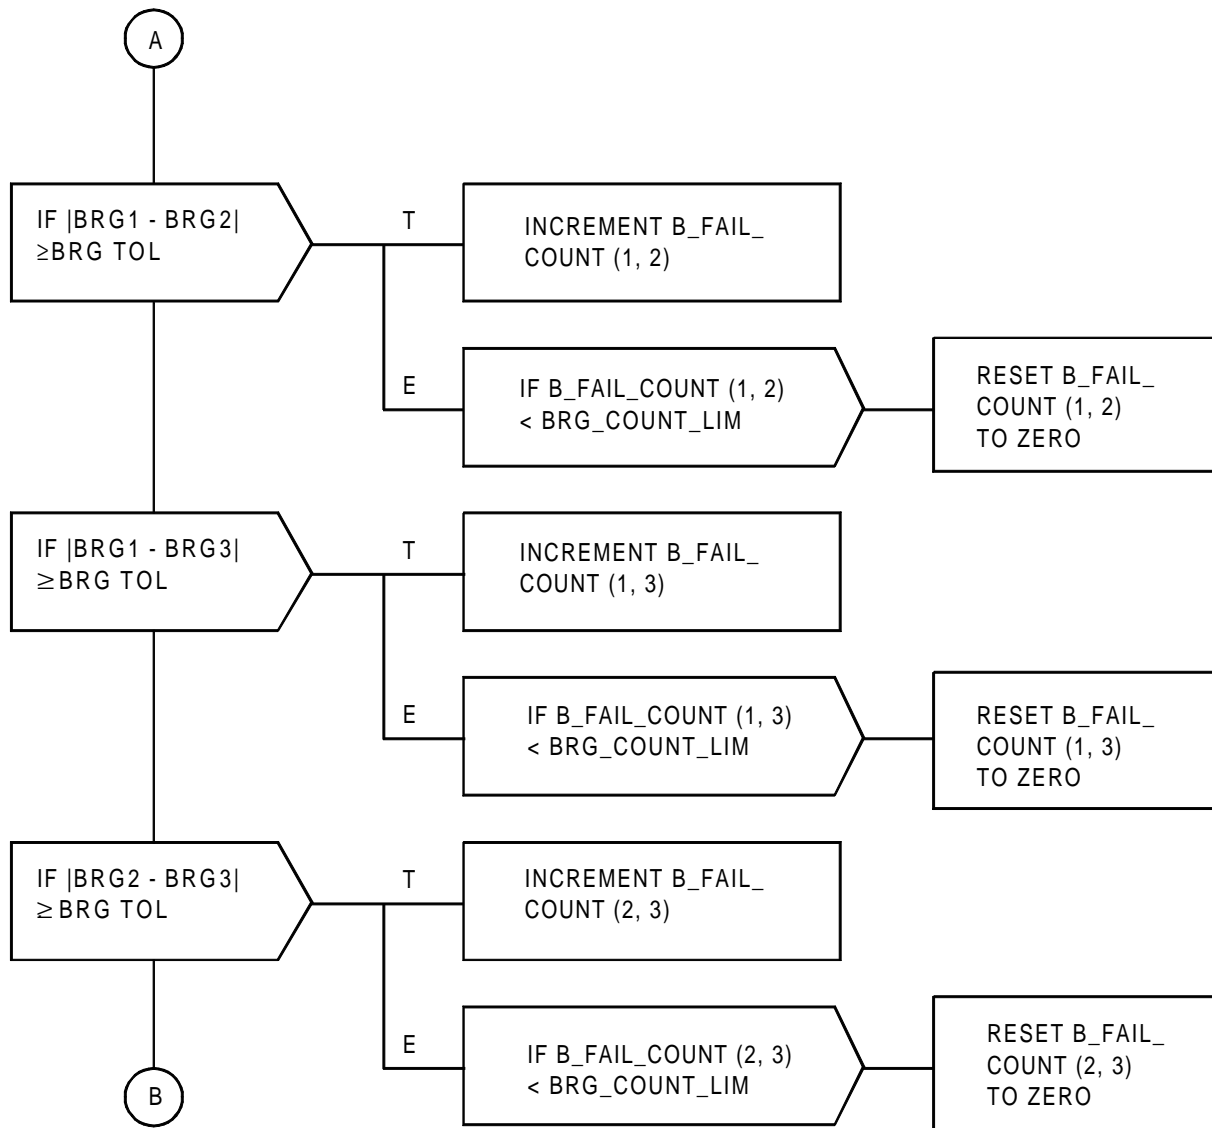 A
IF |BRG1 - BRG2|
≥BRG TOL
T
INCREMENT B_FAIL_
COUNT (1, 2)
E
IF B_FAIL_COUNT (1, 2)
< BRG_COUNT_LIM
RESET B_FAIL_
COUNT (1, 2)
TO ZERO
IF |BRG1 - BRG3|
≥BRG TOL
T
INCREMENT B_FAIL_
COUNT (1, 3)
E
IF B_FAIL_COUNT (1, 3)
< BRG_COUNT_LIM
RESET B_FAIL_
COUNT (1, 3)
TO ZERO
IF |BRG2 - BRG3|
≥BRG TOL
T
INCREMENT B_FAIL_
COUNT (2, 3)
E
IF B_FAIL_COUNT (2, 3)
< BRG_COUNT_LIM
RESET B_FAIL_
COUNT (2, 3)
TO ZERO
B